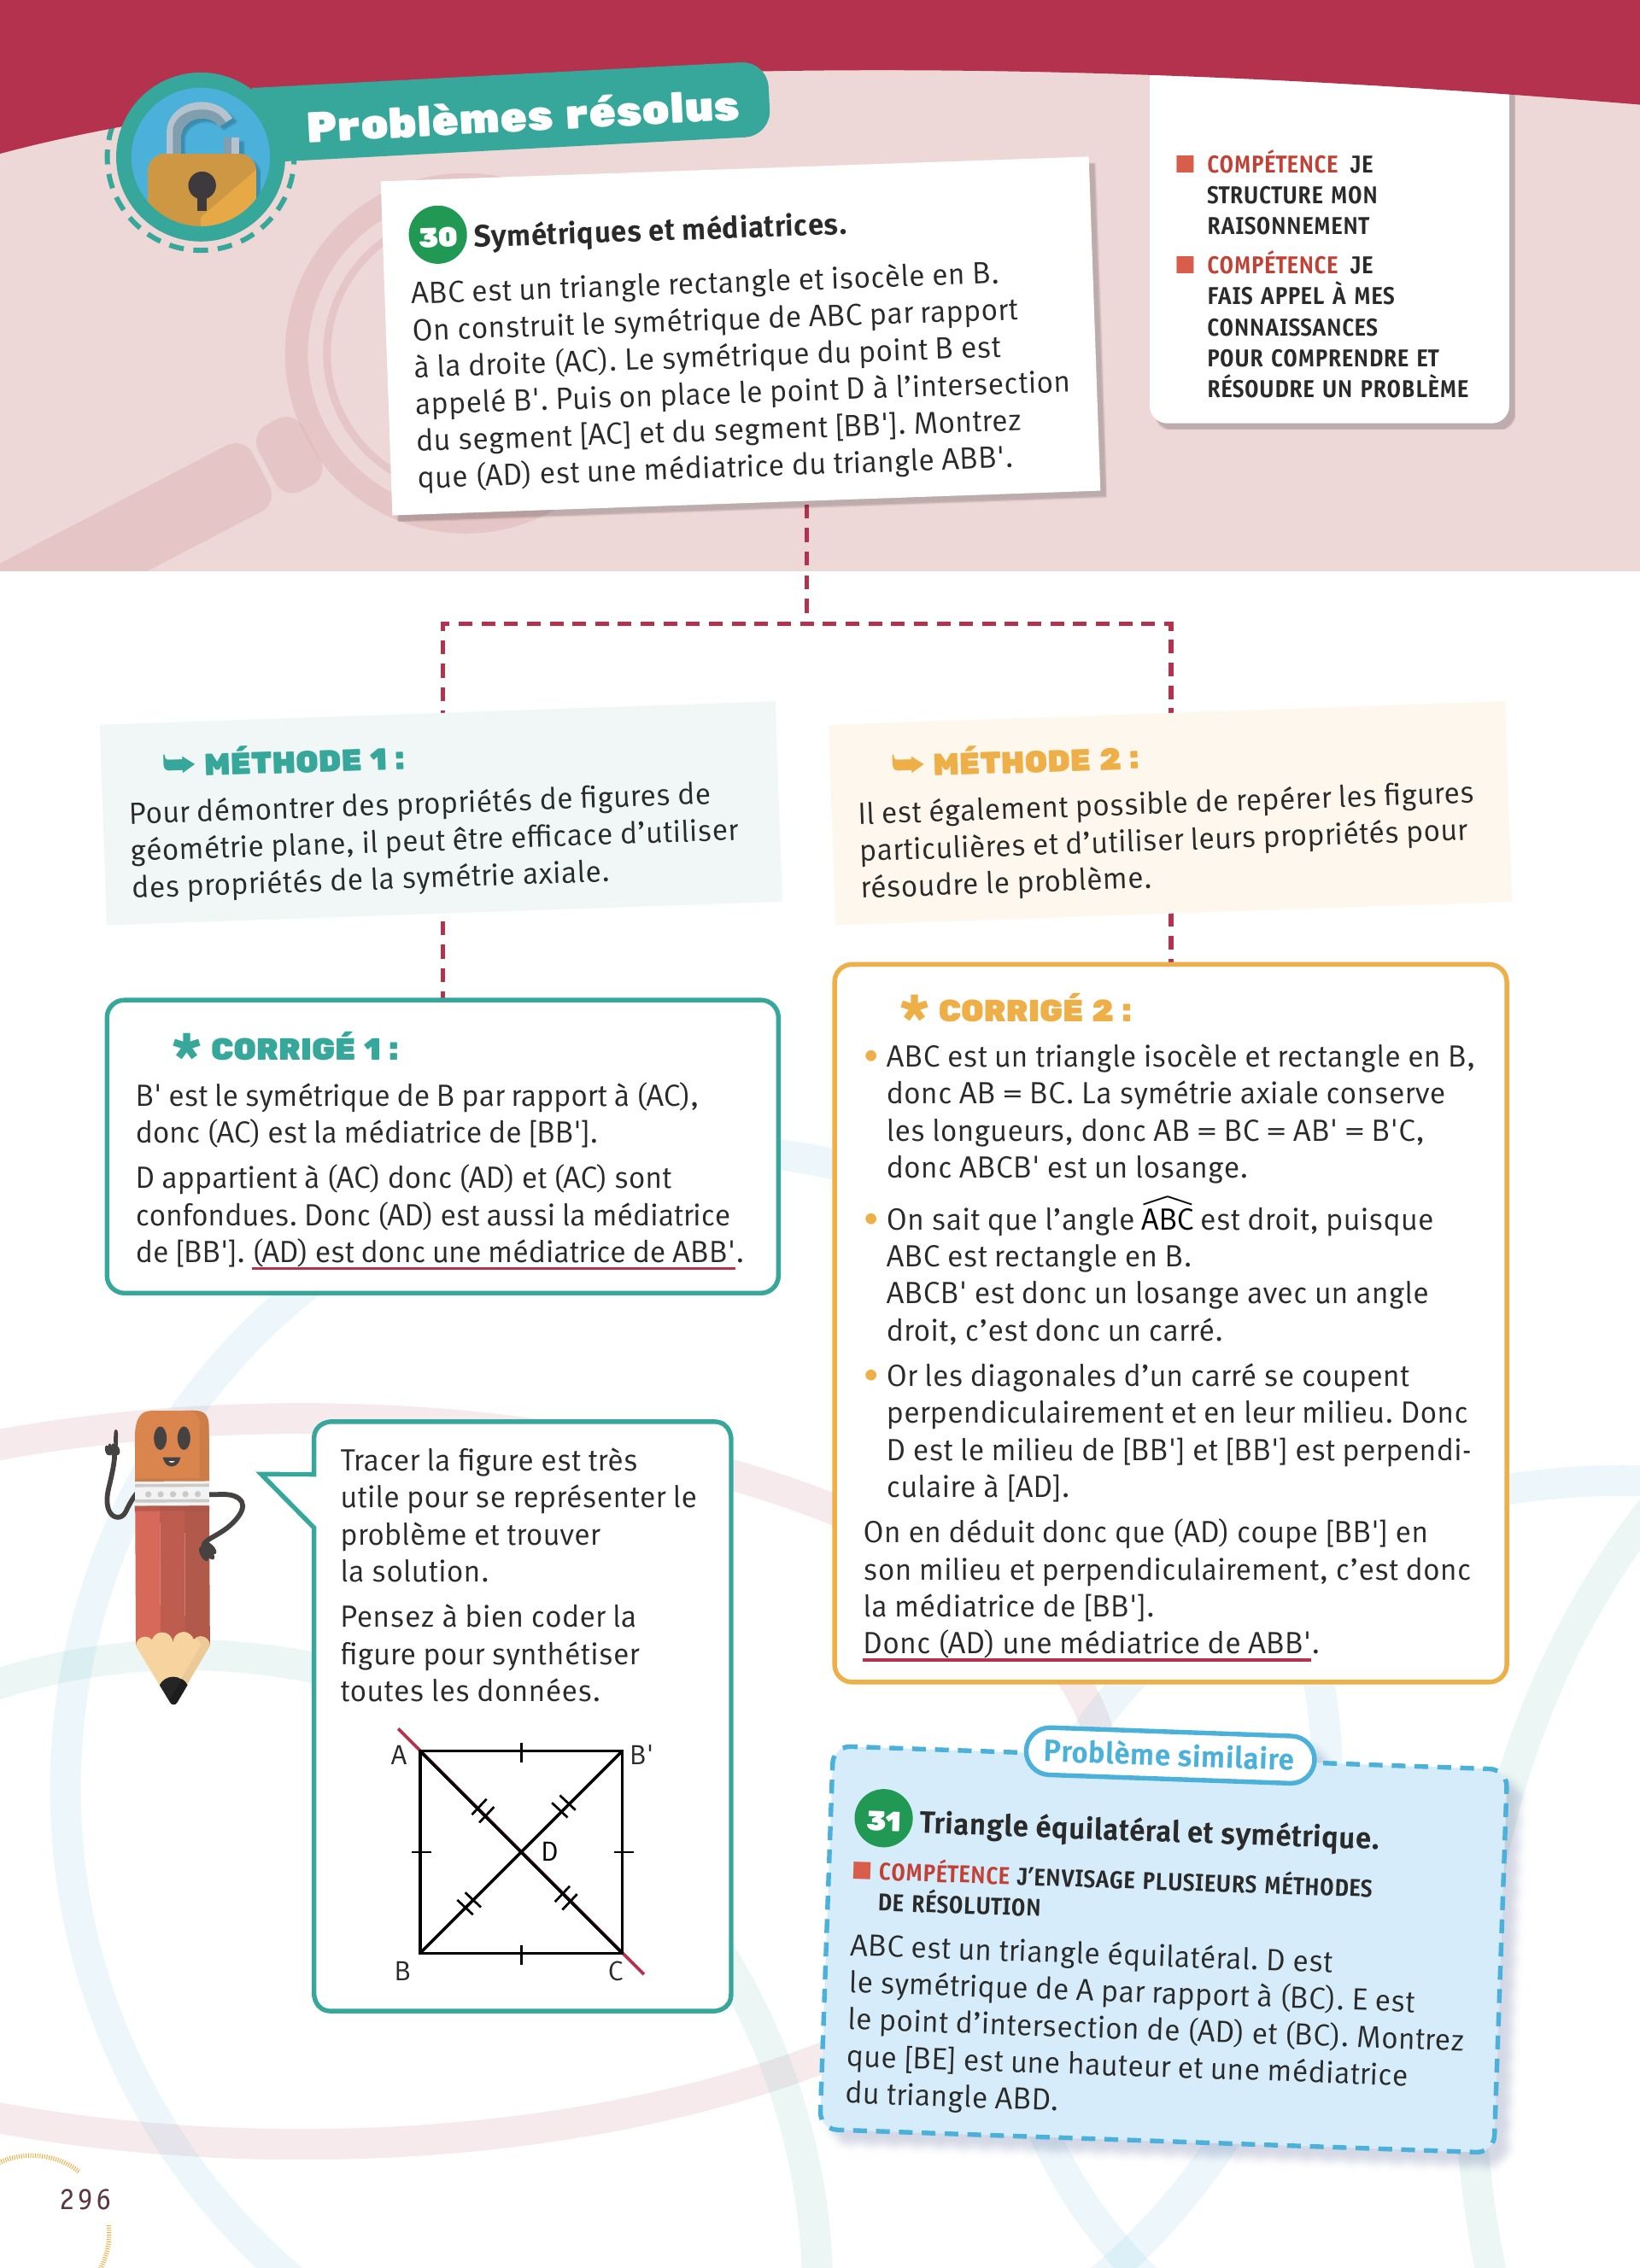 Problèmes résolus
COMPÉTENCE JE
STRUCTURE MON
RAISONNEMENT
COMPÉTENCE JE
FAIS APPEL À MES
CONNAISSANCES
POUR COMPRENDRE ET
RÉSOUDRE UN PROBLÈME
30 Symétriques et médiatrices.
ABC est un triangle rectangle et isocèle en B.
On construit le symétrique de ABC par rapport
à la droite (AC). Le symétrique du point B est
appelé B'. Puis on place le point D à l'intersection
du segment [AC] et du segment [BB']. Montrez
que (AD) est une médiatrice du triangle ABB'.
MÉTHODE 1 :
Pour démontrer des propriétés de figures de
géométrie plane, il peut être efficace d'utiliser
des propriétés de la symétrie axiale.
CORRIGÉ 1 :
B' est le symétrique de B par rapport à (AC),
donc (AC) est la médiatrice de [BB'].
D appartient à (AC) donc (AD) et (AC) sont
confondues. Donc (AD) est aussi la médiatrice
de [BB']. (AD) est donc une médiatrice de ABB'.
Tracer la figure est très
utile pour se représenter le
problème et trouver
la solution.
Pensez à bien coder la
figure pour synthétiser
toutes les données.
A
B'
D
B
C
MÉTHODE 2 :
Il est également possible de repérer les figures
particulières et d'utiliser leurs propriétés pour
résoudre le problème.
* CORRIGÉ 2 :
• ABC est un triangle isocèle et rectangle en B,
donc AB = BC. La symétrie axiale conserve
les longueurs, donc AB = BC = AB' = B'C,
donc ABCB' est un losange.
• On sait que l'angle ABC est droit, puisque
ABC est rectangle en B.
ABCB' est donc un losange avec un angle
droit, c'est donc un carré.
• Or les diagonales d'un carré se coupent
perpendiculairement et en leur milieu. Donc
D est le milieu de [BB'] et [BB'] est perpendi-
culaire à [AD].
On en déduit donc que (AD) coupe [BB'] en
son milieu et perpendiculairement, c'est donc
la médiatrice de [BB'].
Donc (AD) une médiatrice de ABB'.
Problème similaire
31 Triangle équilatéral et symétrique.
COMPÉTENCE J'ENVISAGE PLUSIEURS MÉTHODES
DE RÉSOLUTION
ABC est un triangle équilatéral. D est
le symétrique de A par rapport à (BC). E est
le point d'intersection de (AD) et (BC). Montrez
que [BE] est une hauteur et une médiatrice
du triangle ABD.
296